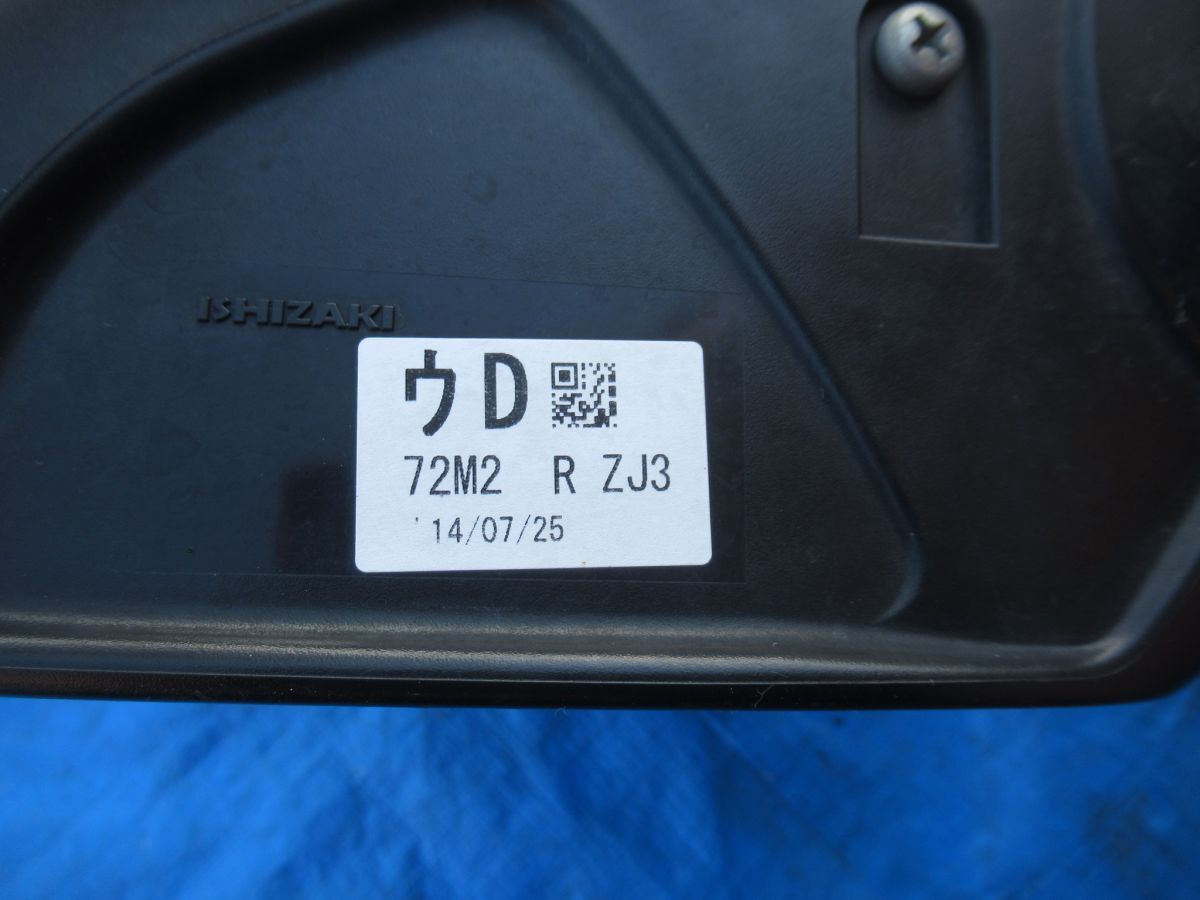 ISHIZAKI
ウD
72M2 R ZJ3
'14/07/25